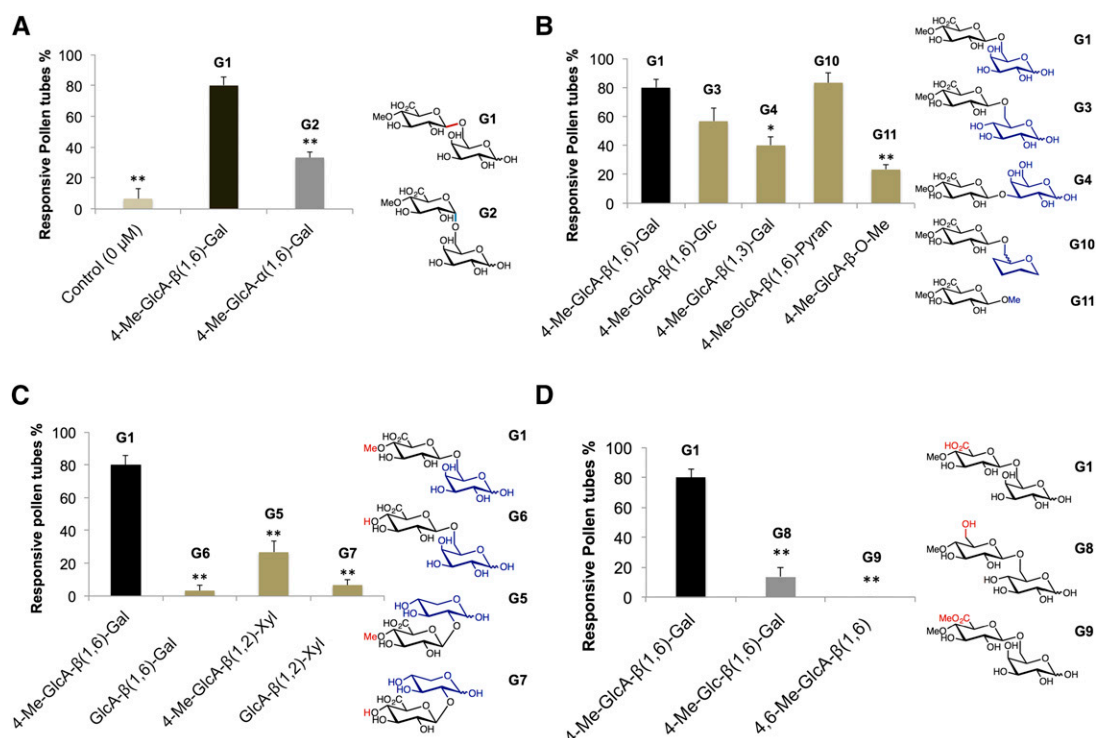 A
Responsive Pollen tubes %
100
80
60
40
20
0
**
G1
G2
**
Control (0 µM)
4-Me-GlcA-β(1,6)-Gal
4-Me-GlcA-α(1,6)-Gal
G1
G2
B
Responsive Pollen tubes %
100
80
60
40
20
0
G1
G3
G4
*
G10
G11
**
4-Me-GlcA-β(1,6)-Gal
4-Me-GlcA-β(1,6)-Glc
4-Me-GlcA-β(1,3)-Gal
4-Me-GlcA-β(1,6)-Pyran
4-Me-GlcA-β-O-Me
G1
G3
G4
G10
G11
C
Responsive pollen tubes %
100
80
60
40
20
0
G1
G6
**
G5
**
G7
**
4-Me-GlcA-β(1,6)-Gal
GlcA-β(1,6)-Gal
4-Me-GlcA-β(1,2)-Xyl
GlcA-β(1,2)-Xyl
G1
G6
G5
G7
D
Responsive Pollen tubes %
100
80
60
40
20
0
G1
G8
**
G9
**
4-Me-GlcA-β(1,6)-Gal
4-Me-Glc-β(1,6)-Gal
4,6-Me-GlcA-β(1,6)
G1
G8
G9